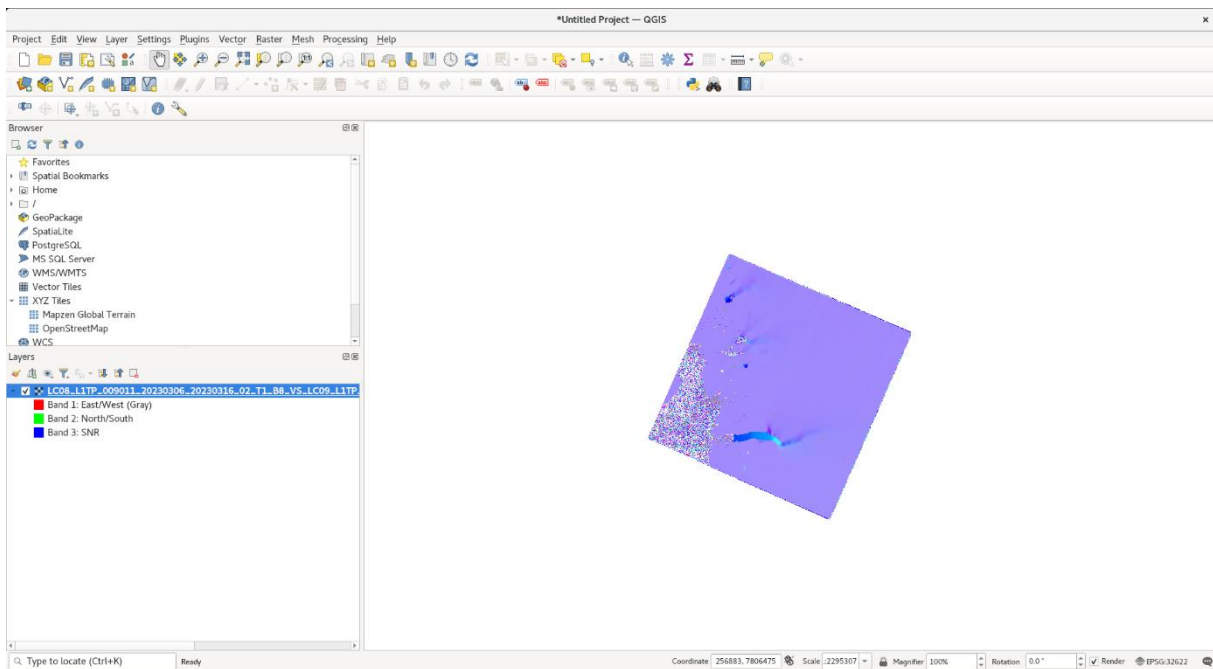 *Untitled Project — QGIS
Project Edit View Layer Settings Plugins Vector Raster Mesh Processing Help
Browser
Favorites
Spatial Bookmarks
Home
/
GeoPackage
SpatiaLite
PostgreSQL
MS SQL Server
WMS/WMTS
Vector Tiles
XYZ Tiles
Mapzen Global Terrain
OpenStreetMap
WCS
Layers
LC08_L1TP_009011_20230306_20230316_02_T1_B8_VS_LC09_L1TP
Band 1: East/West (Gray)
Band 2: North/South
Band 3: SNR
Type to locate (Ctrl+K) Ready Coordinate 256883, 7806475 Scale :2295307 Magnifier 100% Rotation 0.0 ° Render EPSG:32622